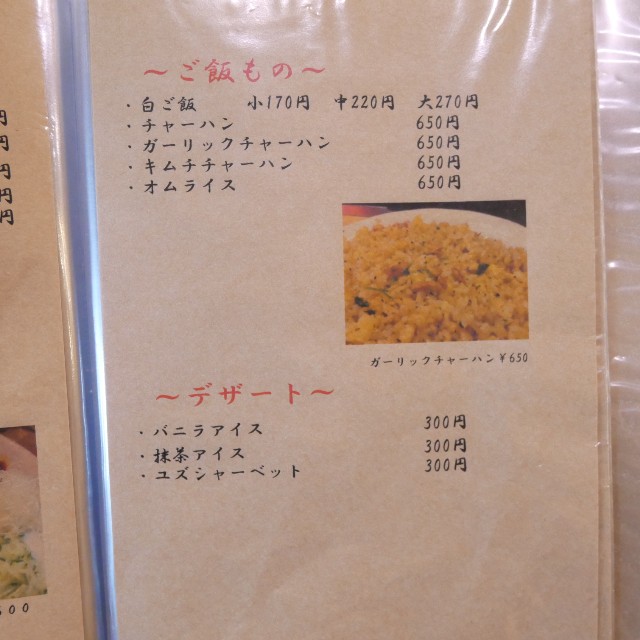 ～ご飯もの～
・白ご飯 小170円 中220円 大270円
・チャーハン 650円
・ガーリックチャーハン 650円
・キムチチャーハン 650円
・オムライス 650円
ガーリックチャーハン￥650
～デザート～
・バニラアイス 300円
・抹茶アイス 300円
・ユズシャーベット 300円
円
円
円
円
円